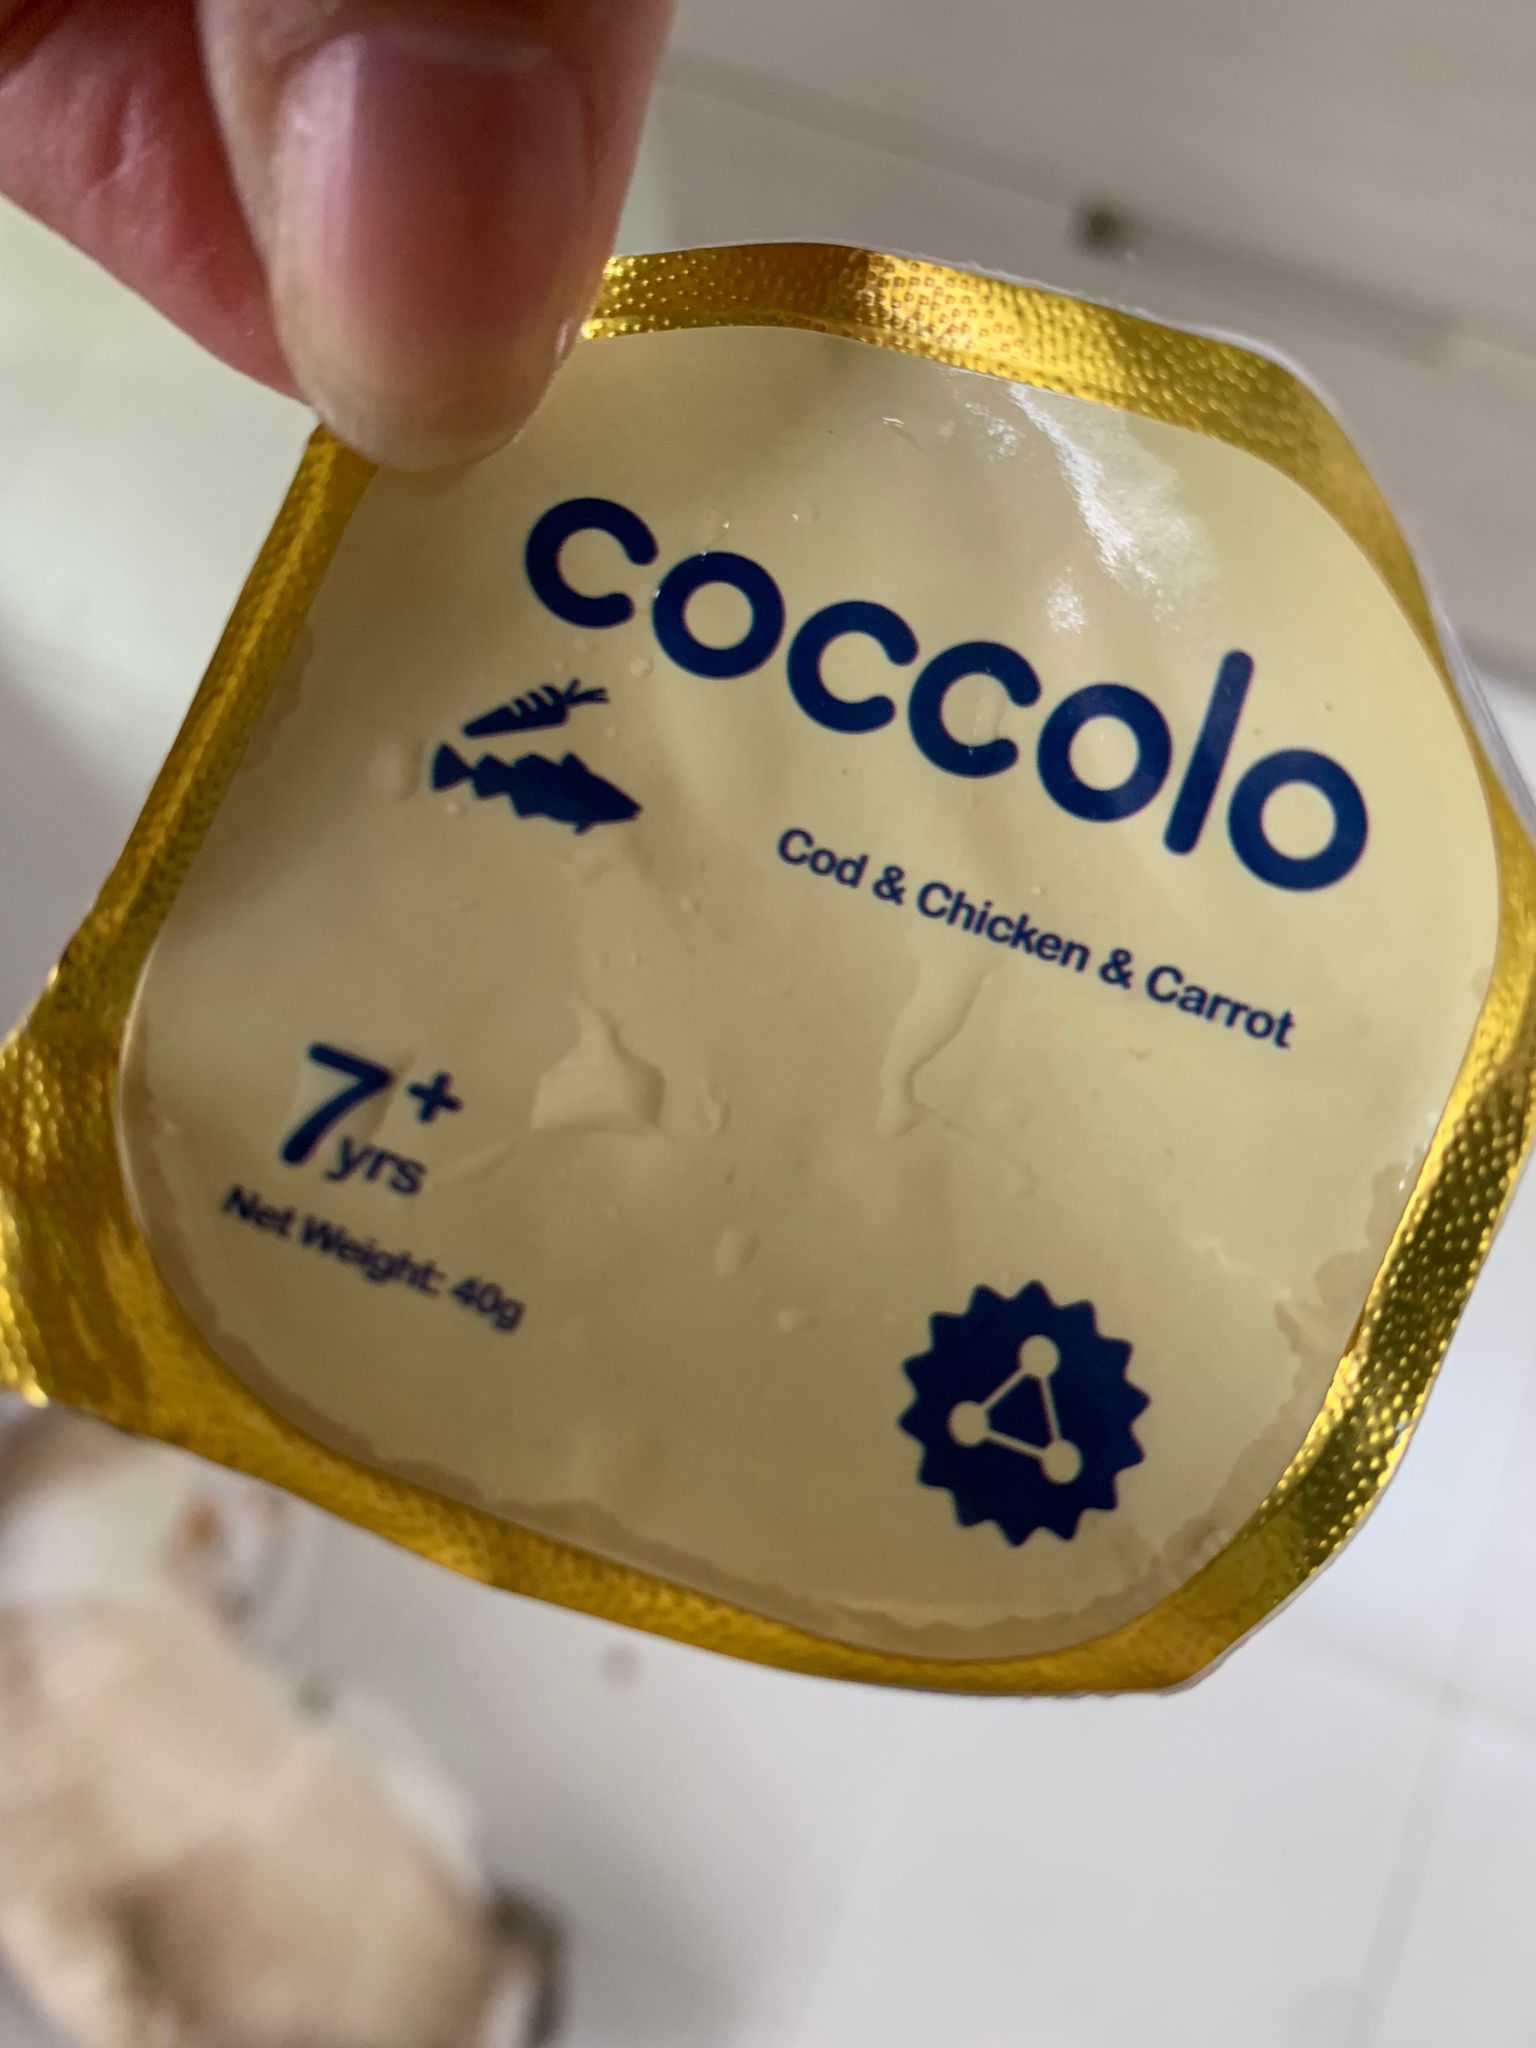 coccolo
Cod & Chicken & Carrot
7+
yrs
Net Weight: 40g